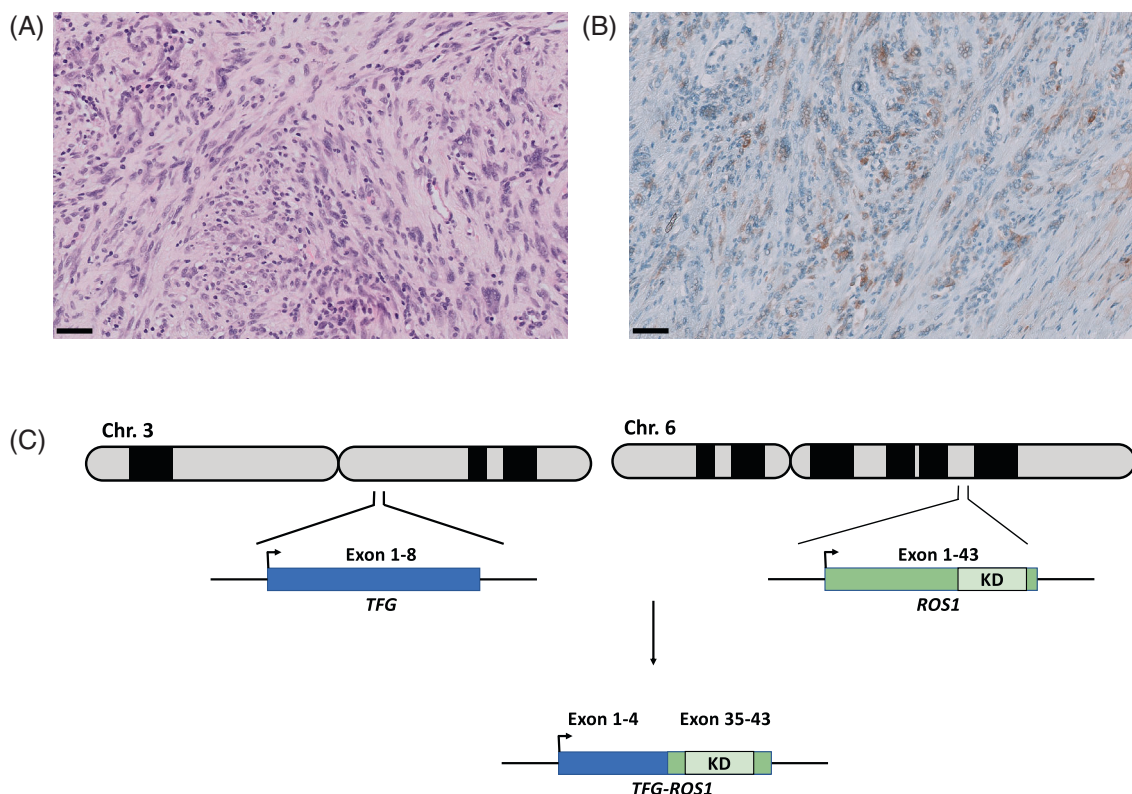 (A)
(B)
(C)
Chr. 3
Chr. 6
Exon 1-8
TFG
Exon 1-43
KD
ROS1
Exon 1-4
Exon 35-43
KD
TFG-ROS1